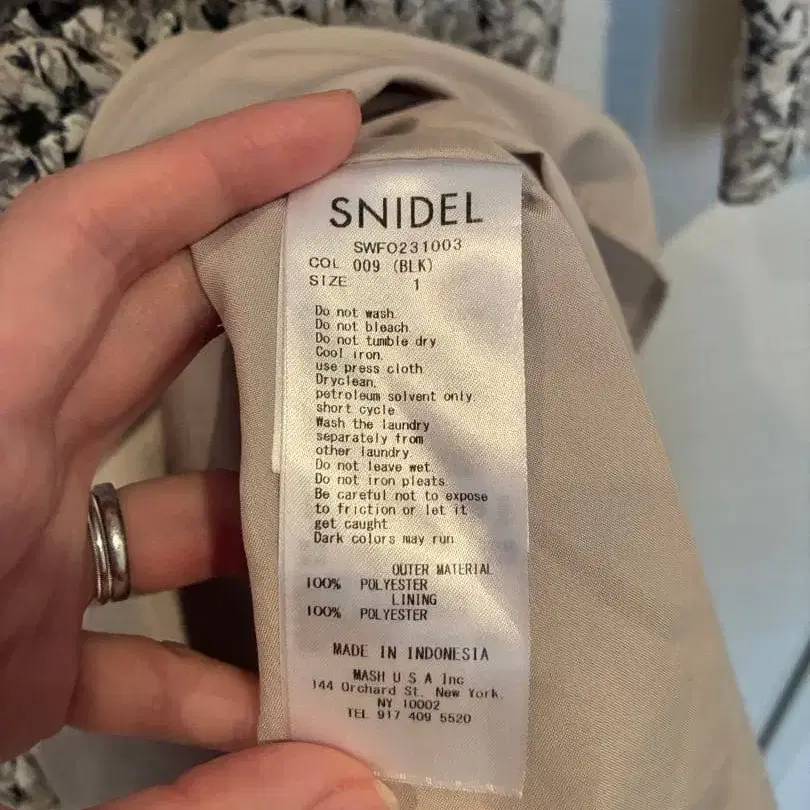 SNIDEL
SWFO231003
COL 009 (BLK)
SIZE 1
Do not wash.
Do not bleach
Do not tumble dry
Cool iron.
use press cloth
Dryclean.
petroleum solvent only.
short cycle
Wash the laundry
separately from
other laundry
Do not leave wet.
Do not iron pleats
Be careful not to expose
to friction or let it
get caught
Dark colors may run
OUTER MATERIAL
100% POLYESTER
LINING
100% POLYESTER
MADE IN INDONESIA
MASH U S A Inc
144 Orchard St. New York.
NY 10002
TEL 917 409 5520